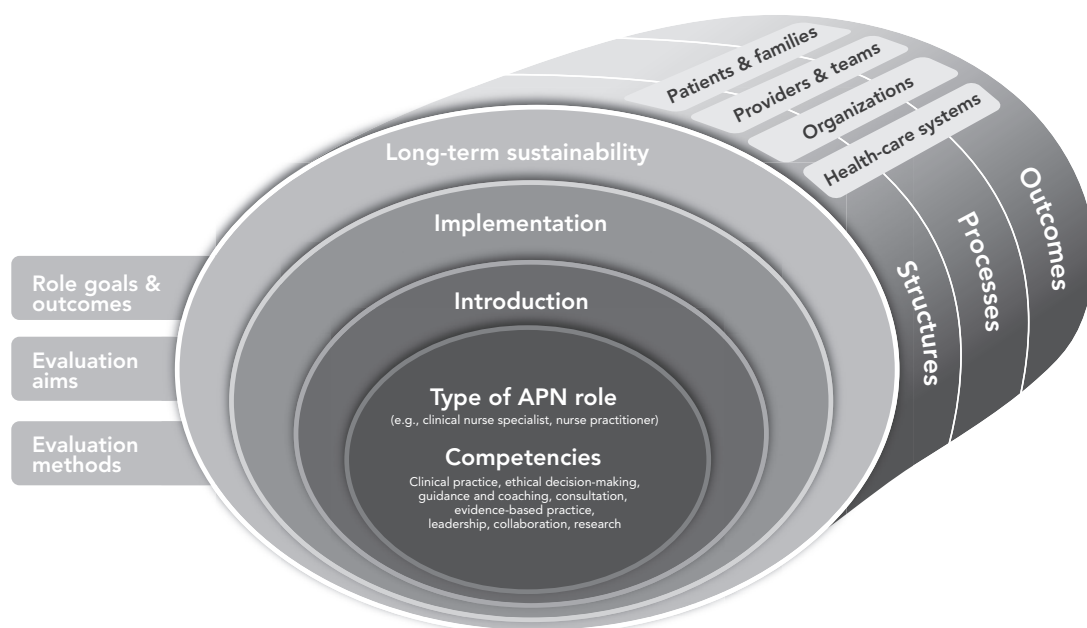 Patients & families
Providers & teams
Organizations
Health-care systems
Outcomes
Processes
Structures
Long-term sustainability
Implementation
Introduction
Role goals &
outcomes
Evaluation
aims
Evaluation
methods
Type of APN role
(e.g., clinical nurse specialist, nurse practitioner)
Competencies
Clinical practice, ethical decision-making,
guidance and coaching, consultation,
evidence-based practice,
leadership, collaboration, research